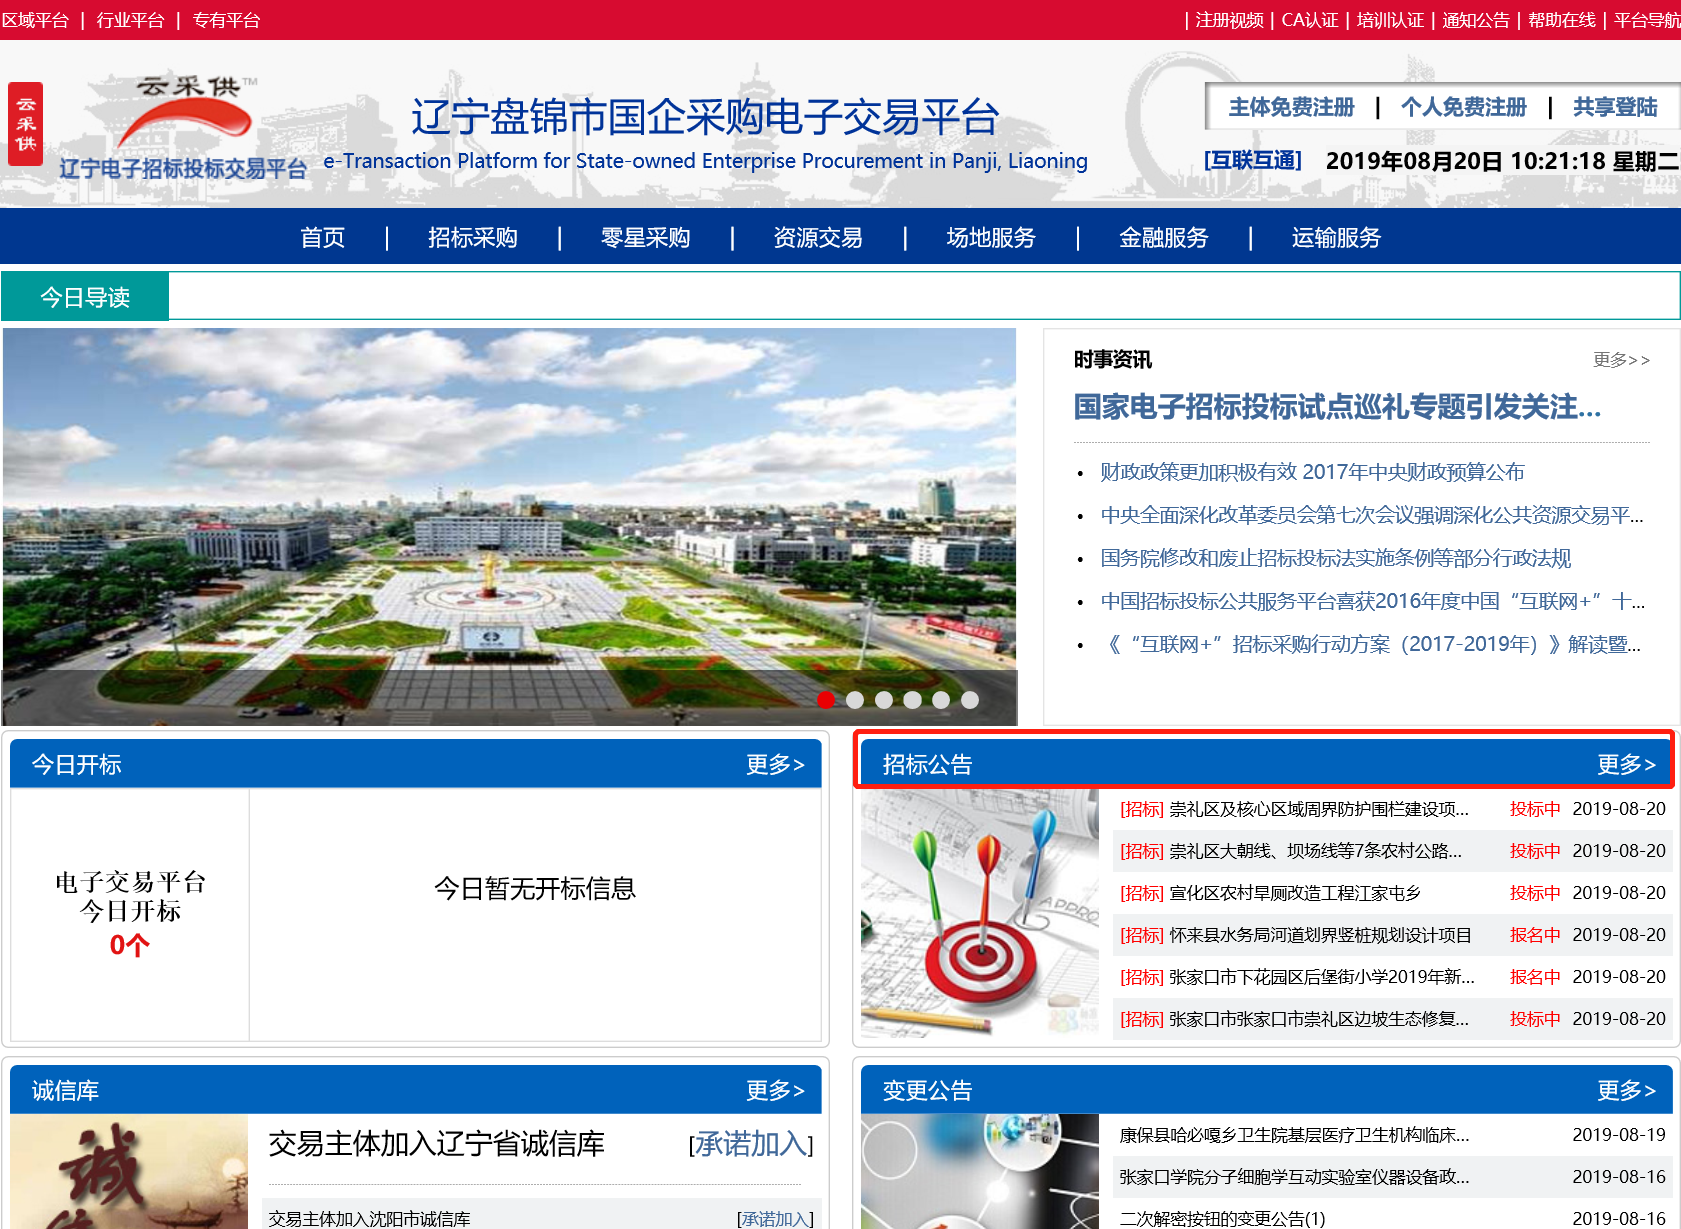 区域平台 | 行业平台 | 专有平台
| 注册视频 | CA认证 | 培训认证 | 通知公告 | 帮助在线 | 平台导航
云采供
云采供™
辽宁电子招标投标交易平台
辽宁盘锦市国企采购电子交易平台
e-Transaction Platform for State-owned Enterprise Procurement in Panji, Liaoning
主体免费注册 | 个人免费注册 | 共享登陆
[互联互通] 2019年08月20日 10:21:18 星期二
首页 | 招标采购 | 零星采购 | 资源交易 | 场地服务 | 金融服务 | 运输服务
今日导读
时事资讯 更多>>
国家电子招标投标试点巡礼专题引发关注...
• 财政政策更加积极有效 2017年中央财政预算公布
• 中央全面深化改革委员会第七次会议强调深化公共资源交易平...
• 国务院修改和废止招标投标法实施条例等部分行政法规
• 中国招标投标公共服务平台喜获2016年度中国“互联网+”十...
• 《“互联网+”招标采购行动方案（2017-2019年）》解读暨...
今日开标 更多>
电子交易平台
今日开标
0个
今日暂无开标信息
招标公告 更多>
[招标] 崇礼区及核心区域周界防护围栏建设项... 投标中 2019-08-20
[招标] 崇礼区大朝线、坝场线等7条农村公路... 投标中 2019-08-20
[招标] 宣化区农村旱厕改造工程江家屯乡 投标中 2019-08-20
[招标] 怀来县水务局河道划界竖桩规划设计项目 报名中 2019-08-20
[招标] 张家口市下花园区后堡街小学2019年新... 报名中 2019-08-20
[招标] 张家口市张家口市崇礼区边坡生态修复... 投标中 2019-08-20
APPRO
诚信库 更多>
诚信
交易主体加入辽宁省诚信库 [承诺加入]
交易主体加入沈阳市诚信库 [承诺加入]
变更公告 更多>
康保县哈必嘎乡卫生院基层医疗卫生机构临床... 2019-08-19
张家口学院分子细胞学互动实验室仪器设备政... 2019-08-16
二次解密按钮的变更公告(1) 2019-08-16